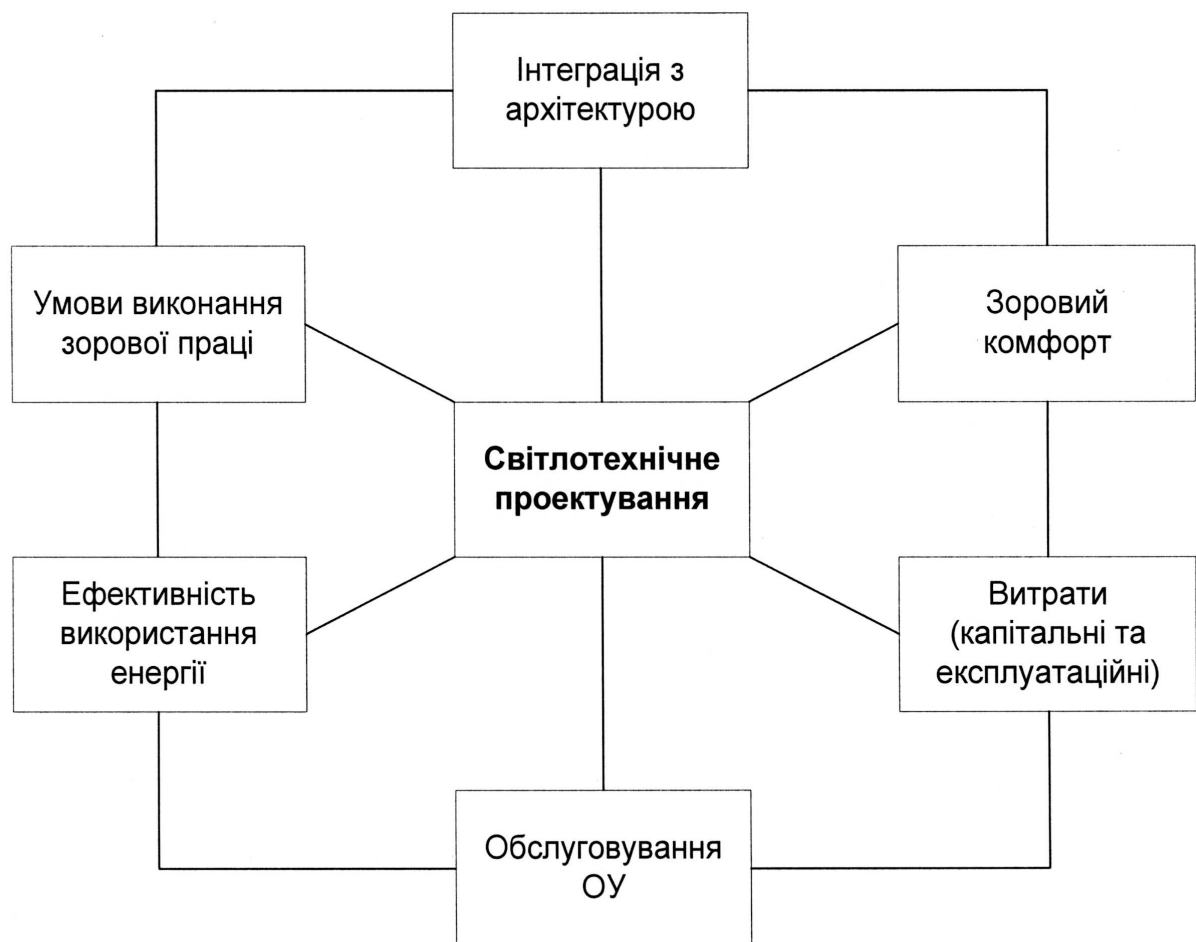 Інтеграція з
архітектурою
Умови виконання
зорової праці
Зоровий
комфорт
Світлотехнічне
проектування
Ефективність
використання
енергії
Витрати
(капітальні та
експлуатаційні)
Обслуговування
ОУ